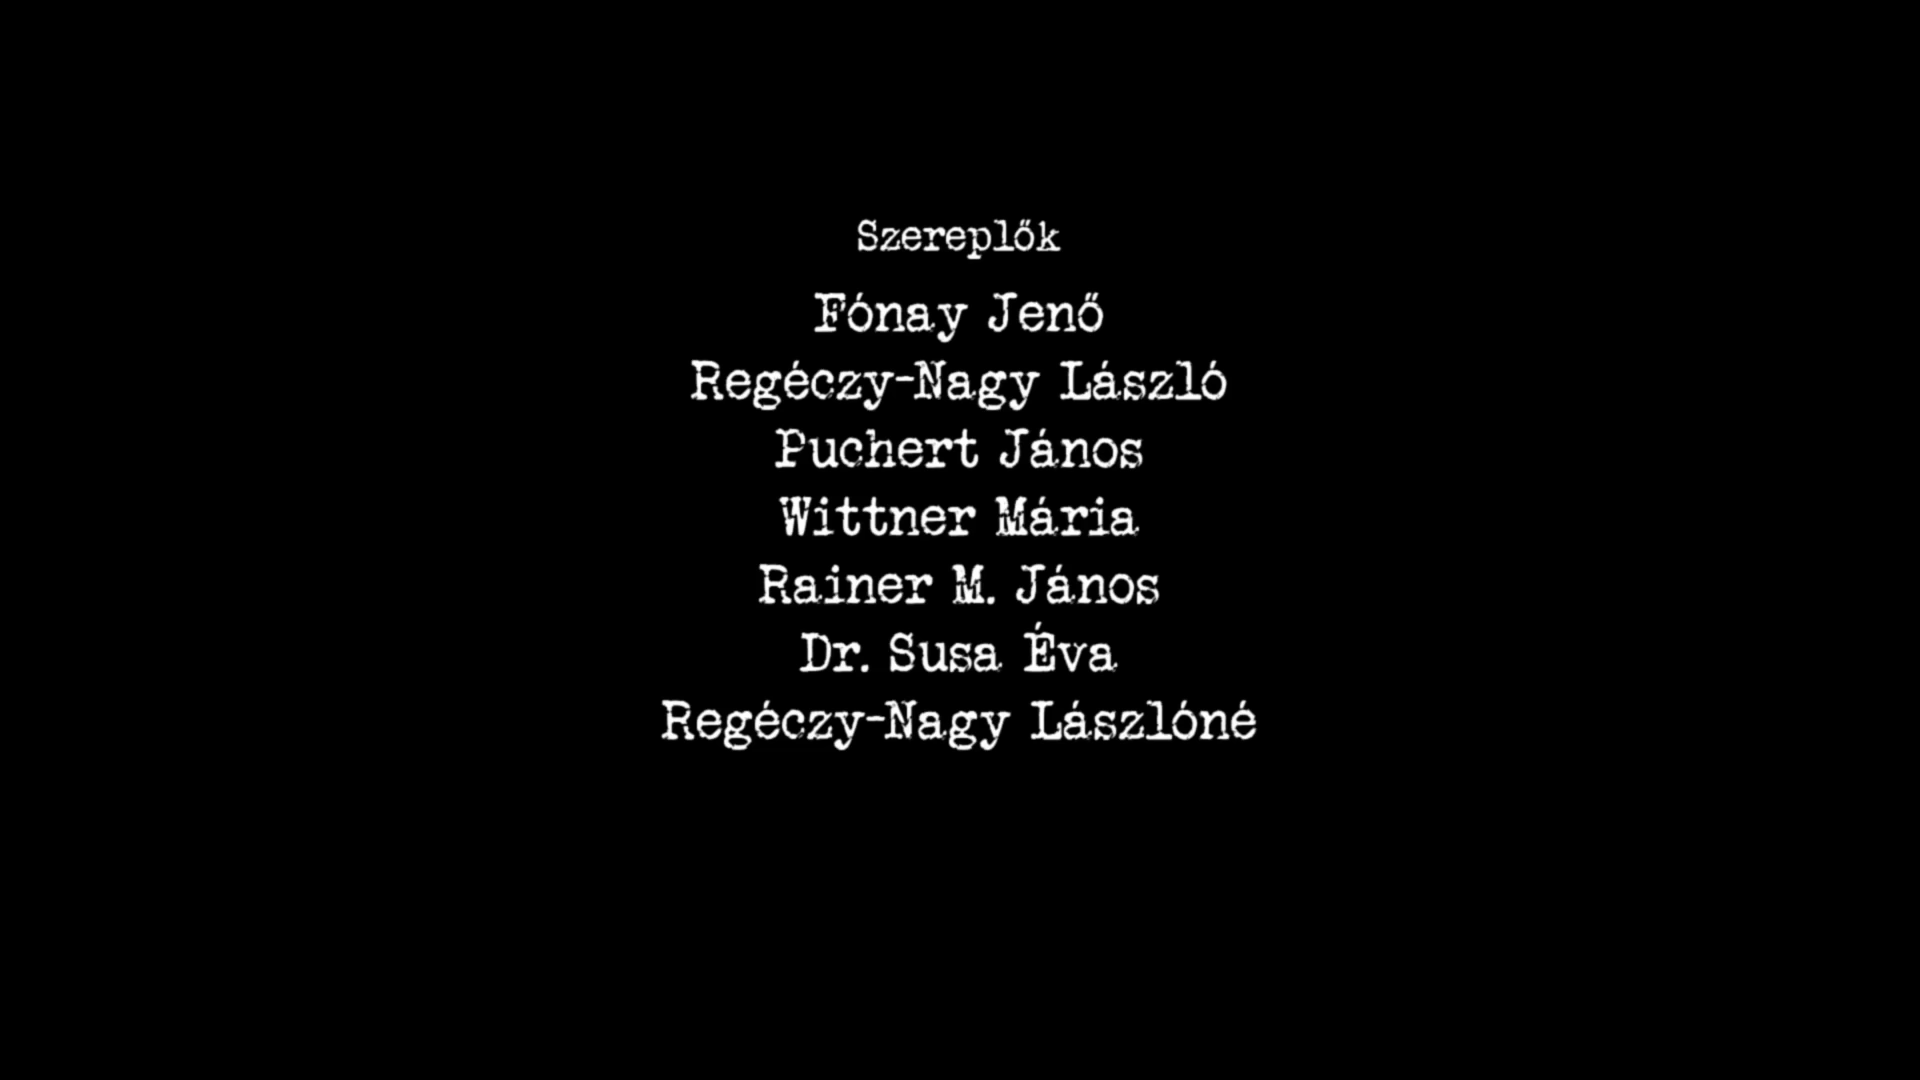 Szereplők
Fónay Jenő
Regéczy-Nagy László
Puchert János
Wittner Mária
Rainer M. János
Dr. Susa Éva
Regéczy-Nagy Lászlóné